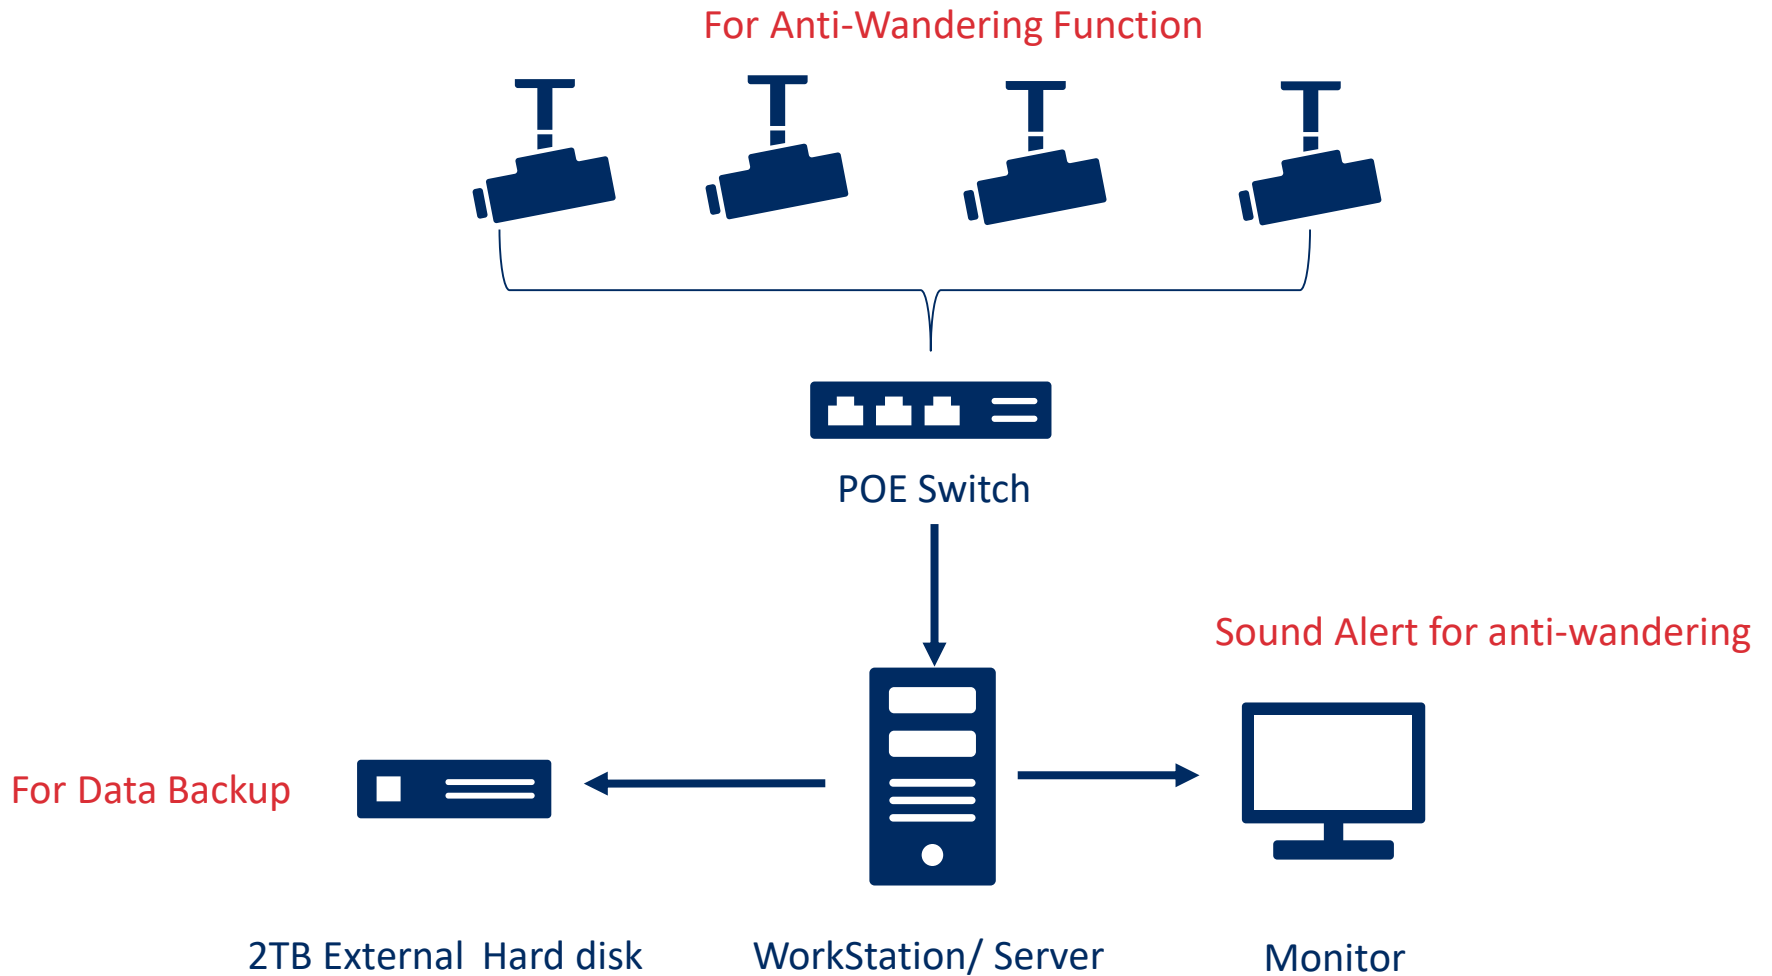 For Anti-Wandering Function
POE Switch
Sound Alert for anti-wandering
For Data Backup
2TB External  Hard disk
WorkStation/ Server
Monitor